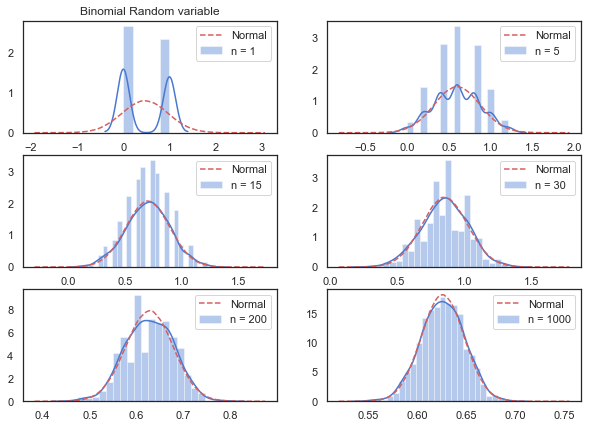 Binomial Random variable
Normal
n = 1
2
1
0
−2 −1 0 1 2 3
Normal
n = 5
3
2
1
0
−0.5 0.0 0.5 1.0 1.5 2.0
Normal
n = 15
3
2
1
0
0.0 0.5 1.0 1.5
Normal
n = 30
3
2
1
0
0.0 0.5 1.0 1.5
Normal
n = 200
8
6
4
2
0
0.4 0.5 0.6 0.7 0.8
Normal
n = 1000
15
10
5
0
0.55 0.60 0.65 0.70 0.75